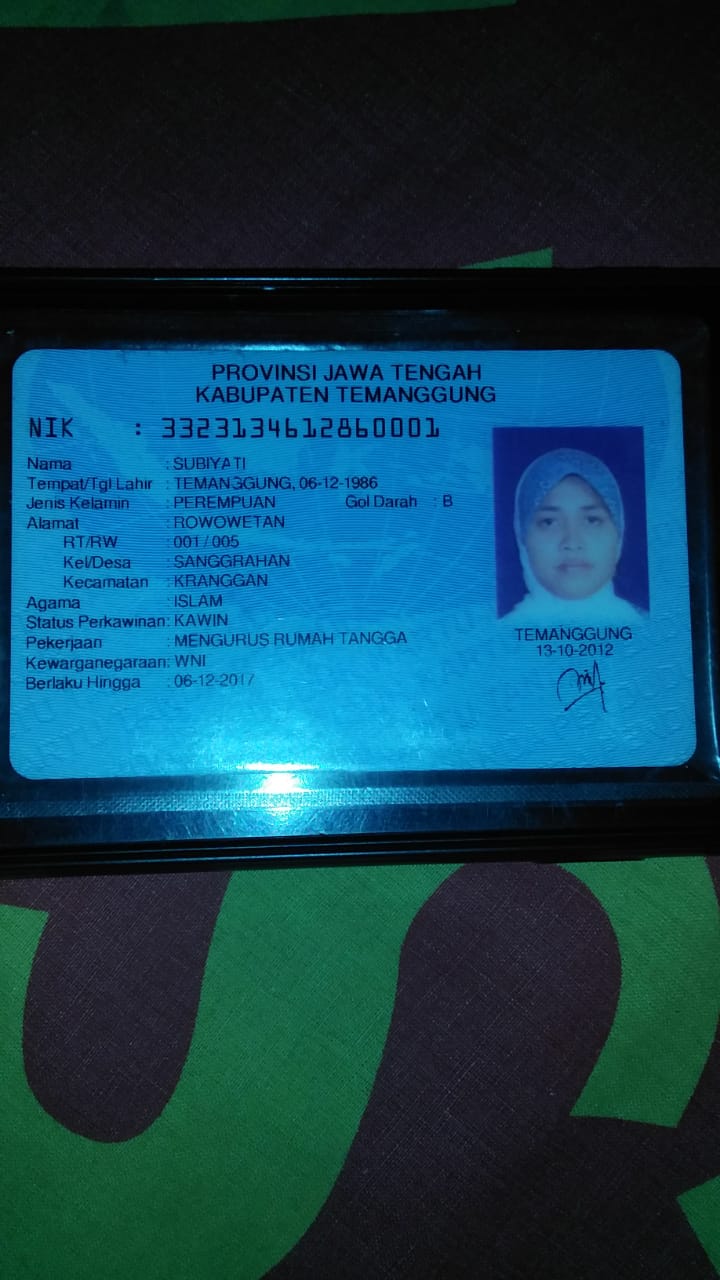 PROVINSI JAWA TENGAH
KABUPATEN TEMANGGUNG
NIK : 3323134612860001
Nama : SUBIYATI
Tempat/Tgl Lahir : TEMANGGUNG, 06-12-1986
Jenis Kelamin : PEREMPUAN Gol Darah : B
Alamat : ROWOWETAN
RT/RW : 001 / 005
Kel/Desa : SANGGRAHAN
Kecamatan : KRANGGAN
Agama : ISLAM
Status Perkawinan: KAWIN
Pekerjaan : MENGURUS RUMAH TANGGA
Kewarganegaraan: WNI
Berlaku Hingga : 06-12-2017
TEMANGGUNG
13-10-2012